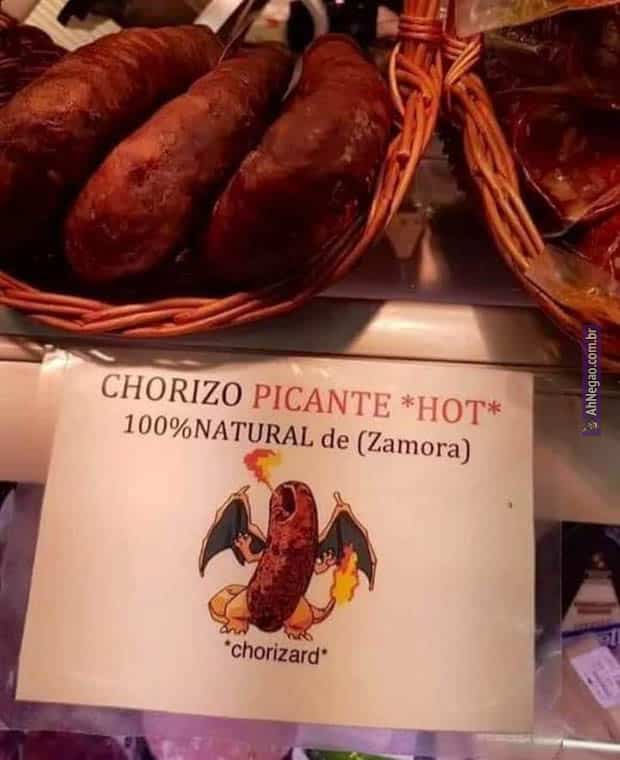 CHORIZO PICANTE *HOT*
100%NATURAL de (Zamora)
*chorizard*
AhNegao.com.br